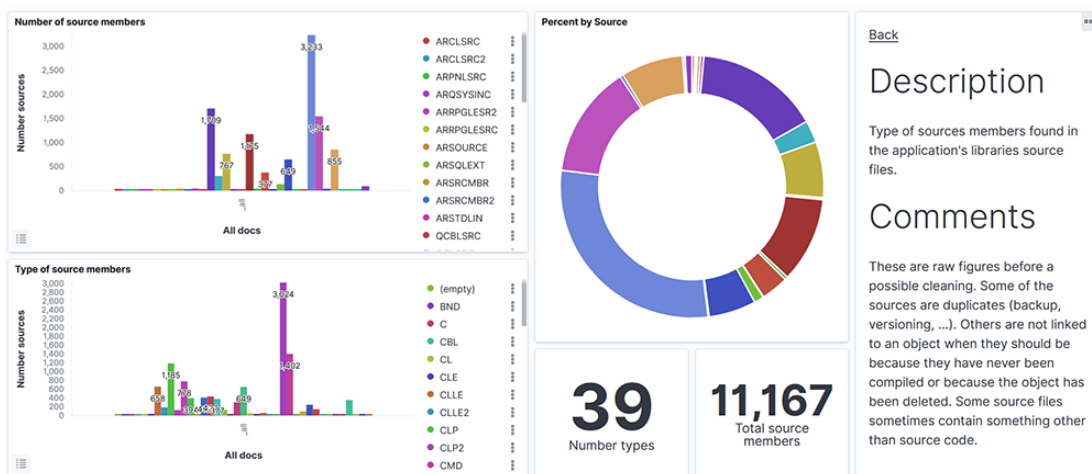 Number of source members
Number sources
3,000
2,500
2,000
1,500
1,000
500
0
1,709
767
649
3,233
1,544
855
_all
All docs
ARCLSRC
ARCLSRC2
ARPNLSRC
ARQSYSINC
ARRPGLESR2
ARRPGLESRC
ARSOURCE
ARSQLEXT
ARSRCMBR
ARSRCMBR2
ARSTDLIN
QCBLSRC
Type of source members
Number sources
3,000
2,800
2,600
2,400
2,200
2,000
1,800
1,600
1,400
1,200
1,000
800
600
400
200
0
658
1,185
778
649
3,024
1,402
_all
All docs
(empty)
BND
C
CBL
CL
CLE
CLLE
CLLE2
CLP
CLP2
CMD
Percent by Source
39
Number types
11,167
Total source
members
Back
Description
Type of sources members found in
the application's libraries source
files.
Comments
These are raw figures before a
possible cleaning. Some of the
sources are duplicates (backup,
versioning, ...). Others are not linked
to an object when they should be
because they have never been
compiled or because the object has
been deleted. Some source files
sometimes contain something other
than source code.